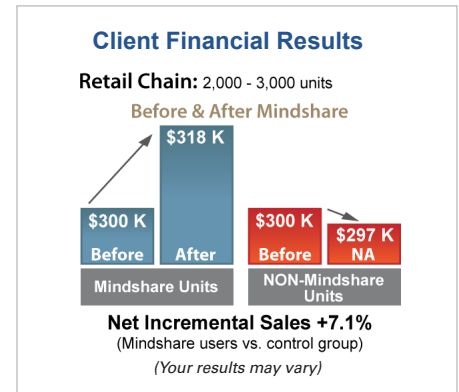 Client Financial Results
Retail Chain: 2,000 - 3,000 units
Before & After Mindshare
$318 K
$300 K
$300 K
$297 K
Before
After
Before
NA
Mindshare Units
NON-Mindshare
Units
Net Incremental Sales +7.1%
(Mindshare users vs. control group)
(Your results may vary)